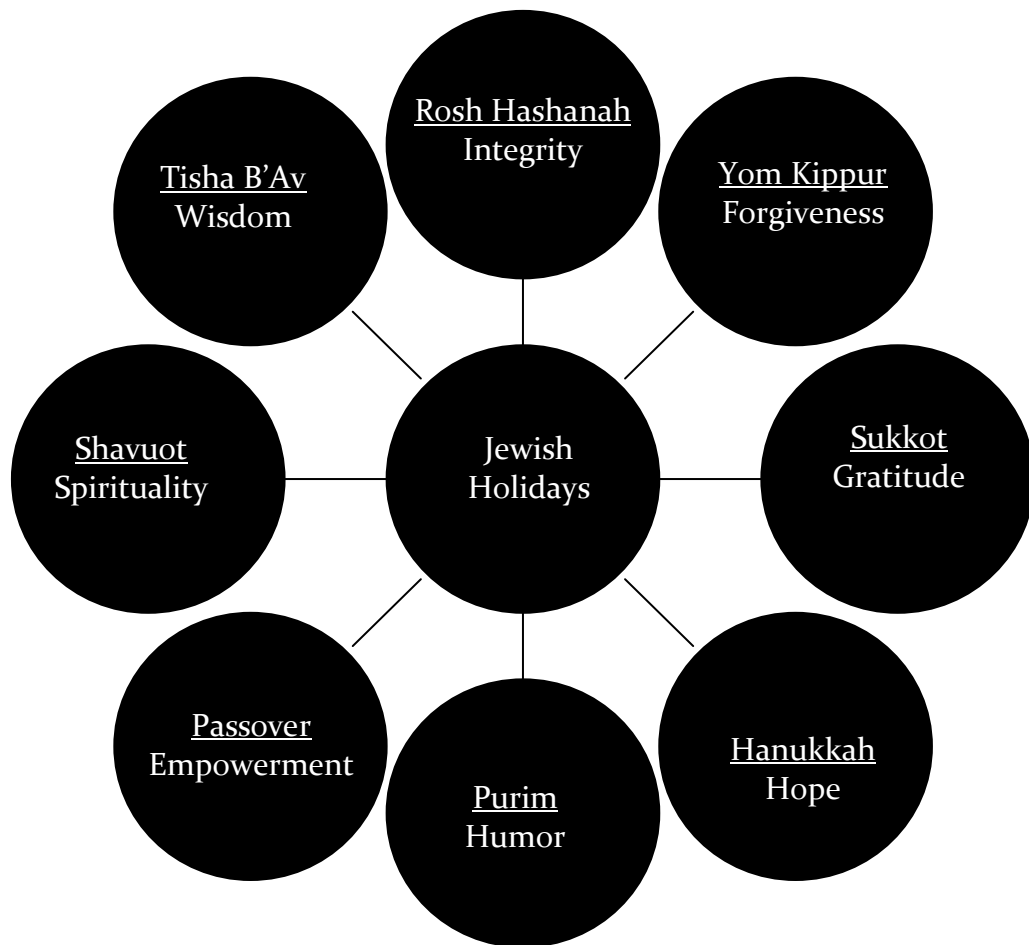 Rosh Hashanah
Integrity
Yom Kippur
Forgiveness
Sukkot
Gratitude
Hanukkah
Hope
Purim
Humor
Passover
Empowerment
Shavuot
Spirituality
Tisha B’Av
Wisdom
Jewish
Holidays